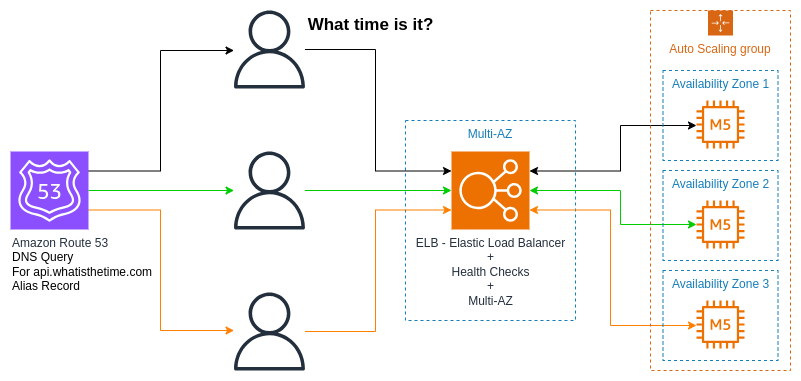 What time is it?
Auto Scaling group
Availability Zone 1
M5
Multi-AZ
53
Availability Zone 2
M5
Amazon Route 53
DNS Query
For api.whatisthetime.com
Alias Record
ELB - Elastic Load Balancer
+
Health Checks
+
Multi-AZ
Availability Zone 3
M5